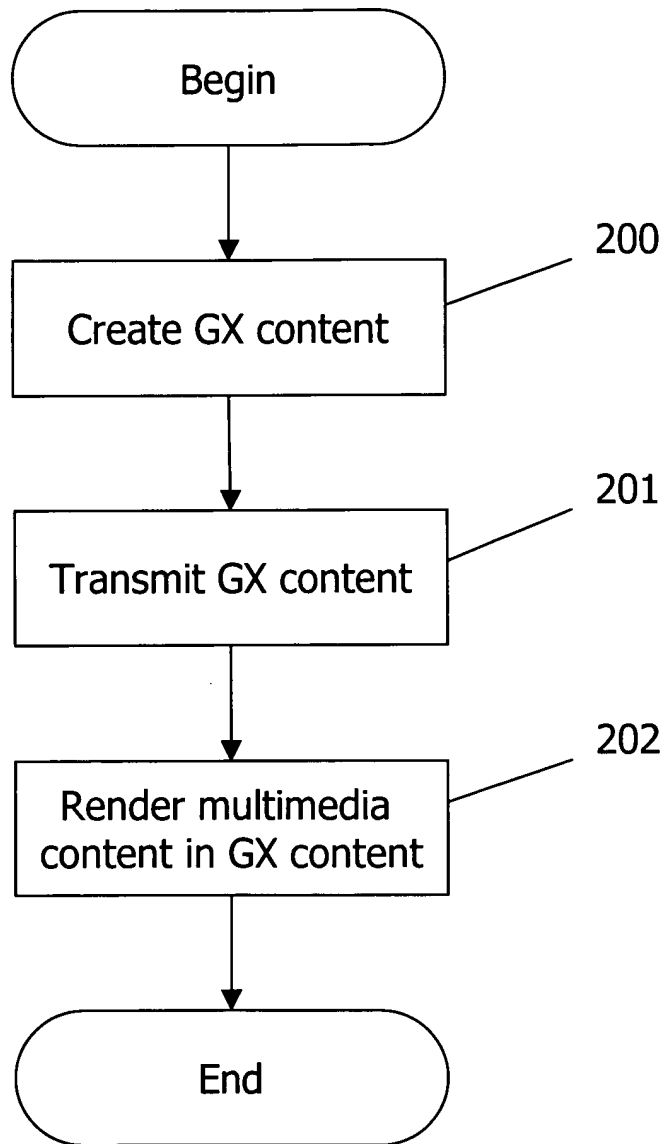 Begin
200
Create GX content
201
Transmit GX content
202
Render multimedia
content in GX content
End